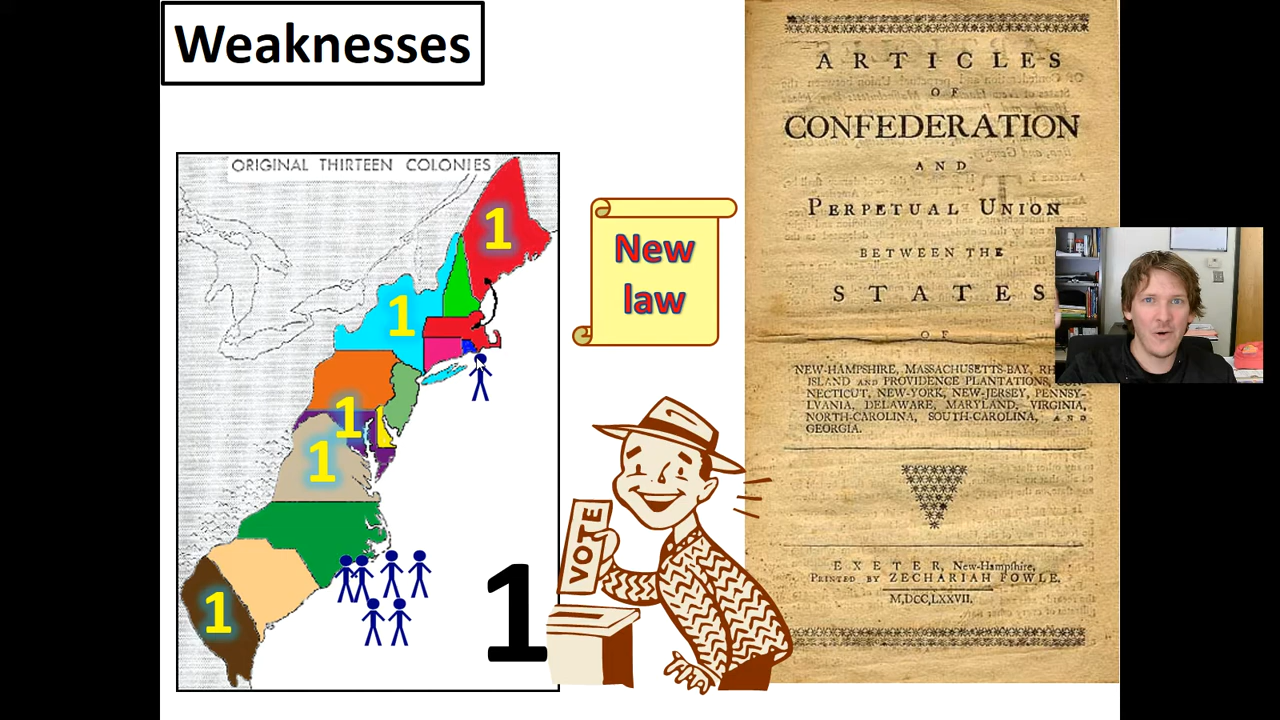 Weaknesses
ORIGINAL THIRTEEN COLONIES
1
1
1
1
1
1
New
law
VOTE
ARTICLES
OF
CONFEDERATION
AND
PERPETUAL UNION
BETWEEN THE
STATES
OF
NEW-HAMPSHIRE, MASSACHUSETTS-BAY,
ISLAND AND PROVIDENCE PLANTATIONS,
NECTICUT, NEW-YORK, NEW-JERSEY, PENNSY-
LVANIA, DELAWARE, MARYLAND, VIRGINIA,
NORTH-CAROLINA, SOUTH-CAROLINA, AND
GEORGIA.
EXETER, New-Hampshire,
PRINTED BY ZECHARIAH FOWLE.
M,DCC,LXXVII.